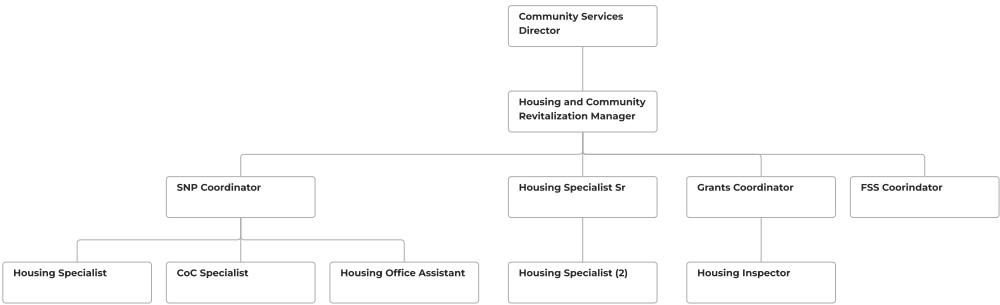 Community Services
Director
Housing and Community
Revitalization Manager
SNP Coordinator
Housing Specialist Sr
Grants Coordinator
FSS Coorindator
Housing Specialist
CoC Specialist
Housing Office Assistant
Housing Specialist (2)
Housing Inspector